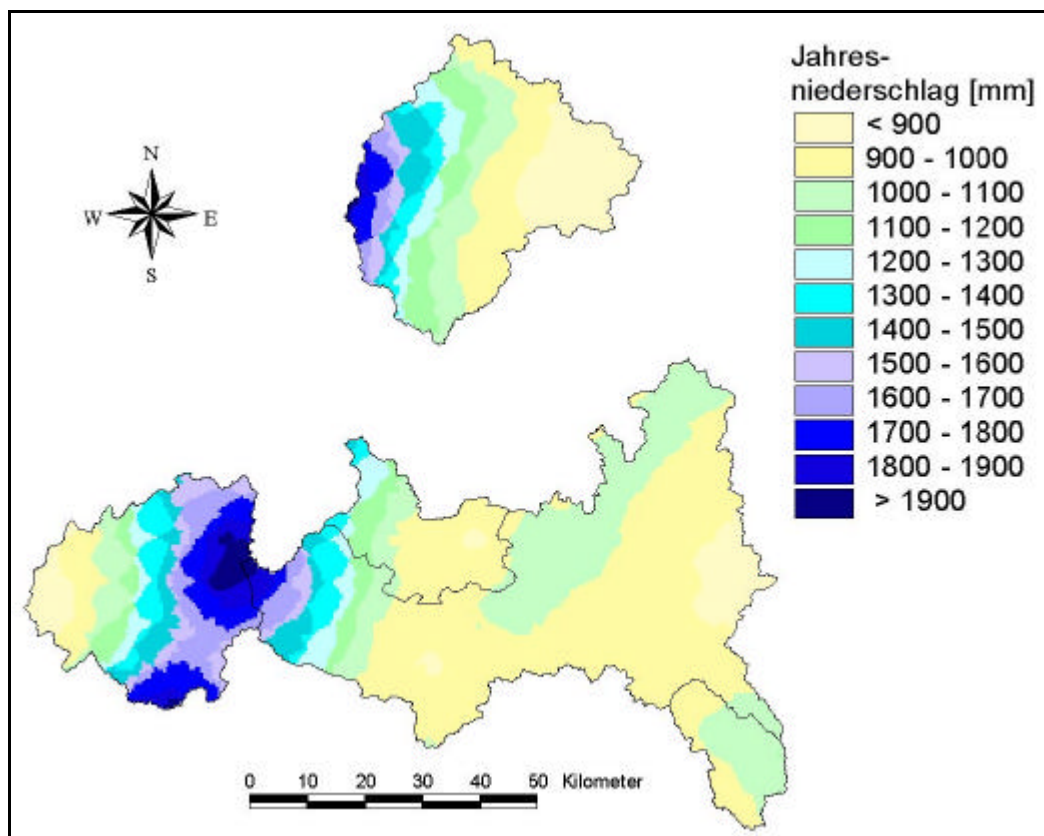 Jahres-
niederschlag [mm]
< 900
900 - 1000
1000 - 1100
1100 - 1200
1200 - 1300
1300 - 1400
1400 - 1500
1500 - 1600
1600 - 1700
1700 - 1800
1800 - 1900
> 1900
N
W E
S
0 10 20 30 40 50 Kilometer